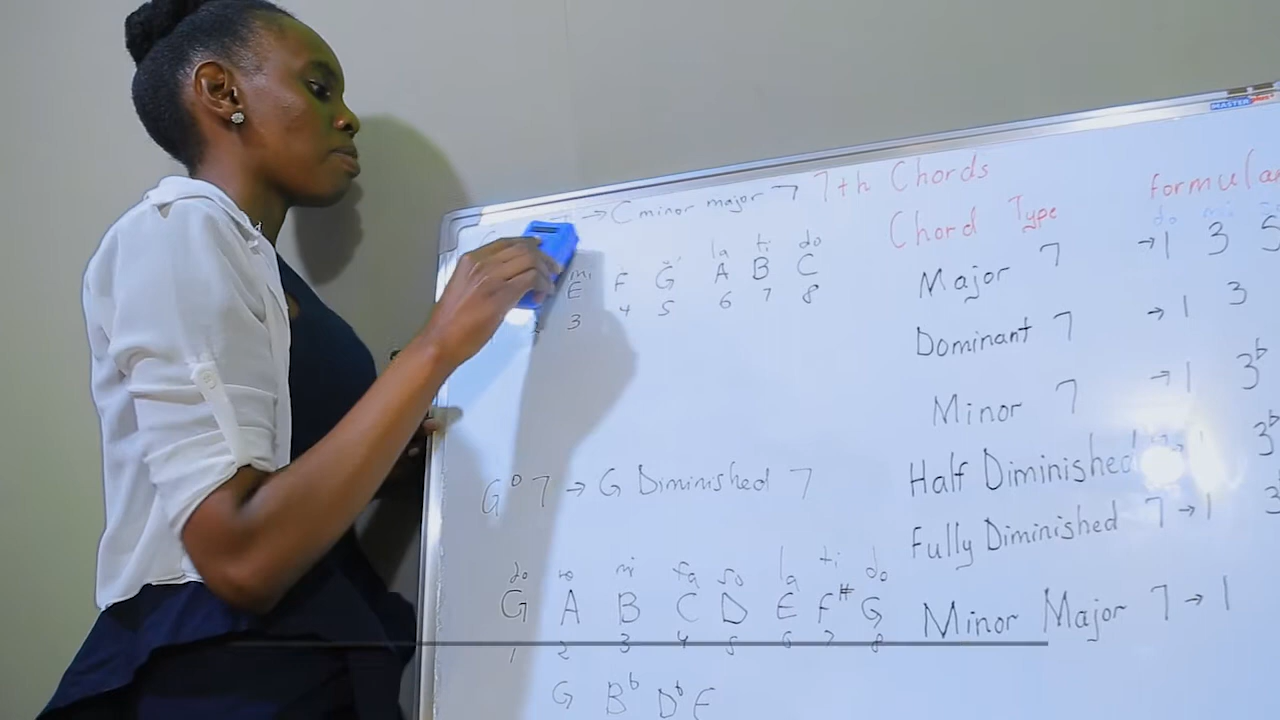 MASTER
7 → C minor major 7
la ti do
mi
E F G A B C
2 3 4 5 6 7 8
G° 7 → G Diminished 7
do re mi fa so la ti do
G A B C D E F# G
1 2 3 4 5 6 7 8
G B♭ D♭ E
7th Chords
Chord Type
formula
do mi
Major 7 → 1 3 5
Dominant 7 → 1 3
Minor 7 → 1 3♭
Half Diminished 7 → 1 3♭
Fully Diminished 7 → 1 3
Minor Major 7 → 1